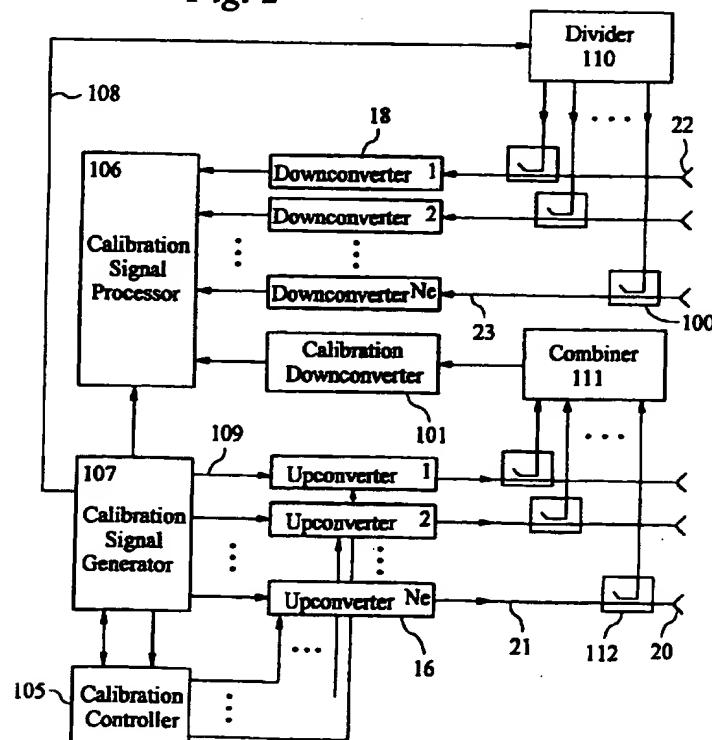 Fig. 2
Divider
110
108
18
22
106
Calibration
Signal
Processor
Downconverter 1
Downconverter 2
Downconverter Ne
23
100
Calibration
Downconverter
101
Combiner
111
107
Calibration
Signal
Generator
109
Upconverter 1
Upconverter 2
Upconverter Ne
16
21
112
20
105
Calibration
Controller